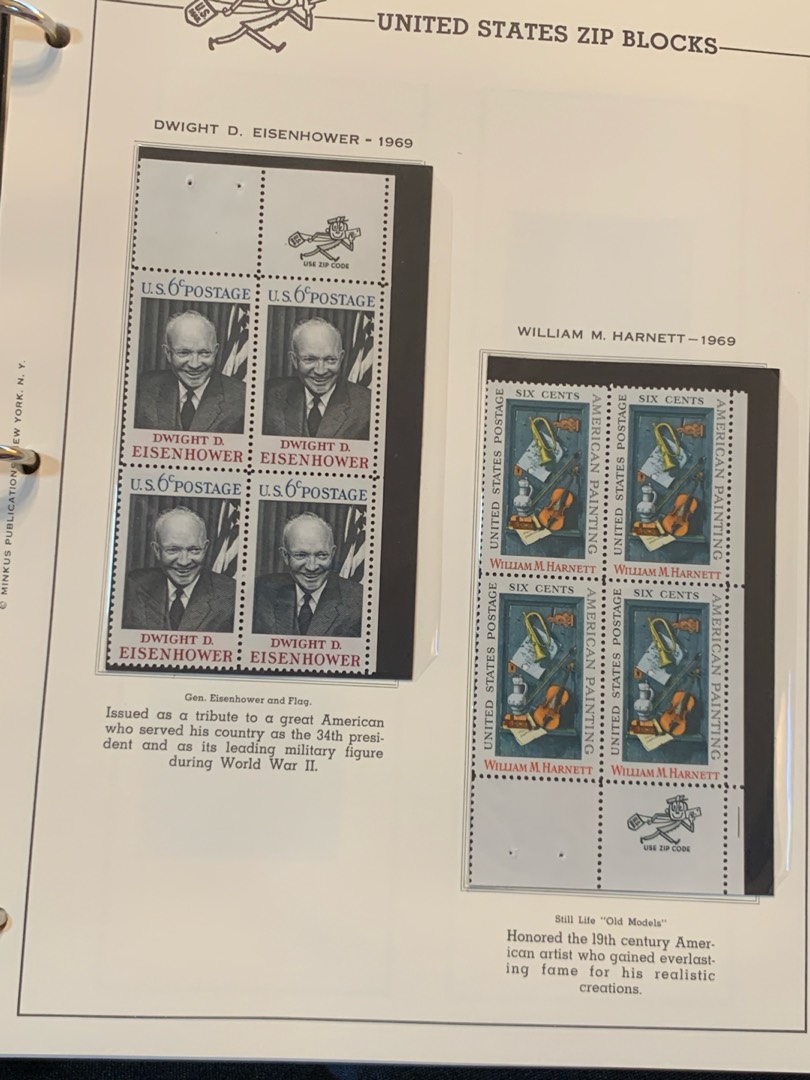 UNITED STATES ZIP BLOCKS
DWIGHT D. EISENHOWER - 1969
USE ZIP CODE
U.S. 6c POSTAGE
DWIGHT D.
EISENHOWER
U.S. 6c POSTAGE
DWIGHT D.
EISENHOWER
U.S. 6c POSTAGE
DWIGHT D.
EISENHOWER
U.S. 6c POSTAGE
DWIGHT D.
EISENHOWER
Gen. Eisenhower and Flag.
Issued as a tribute to a great American
who served his country as the 34th presi-
dent and as its leading military figure
during World War II.
WILLIAM M. HARNETT—1969
SIX CENTS
UNITED STATES POSTAGE
AMERICAN PAINTING
WILLIAM M. HARNETT
SIX CENTS
UNITED STATES POSTAGE
AMERICAN PAINTING
WILLIAM M. HARNETT
SIX CENTS
UNITED STATES POSTAGE
AMERICAN PAINTING
WILLIAM M. HARNETT
SIX CENTS
UNITED STATES POSTAGE
AMERICAN PAINTING
WILLIAM M. HARNETT
USE ZIP CODE
Still Life "Old Models"
Honored the 19th century Amer-
ican artist who gained everlast-
ing fame for his realistic
creations.
© MINKUS PUBLICATIONS NEW YORK. N. Y.